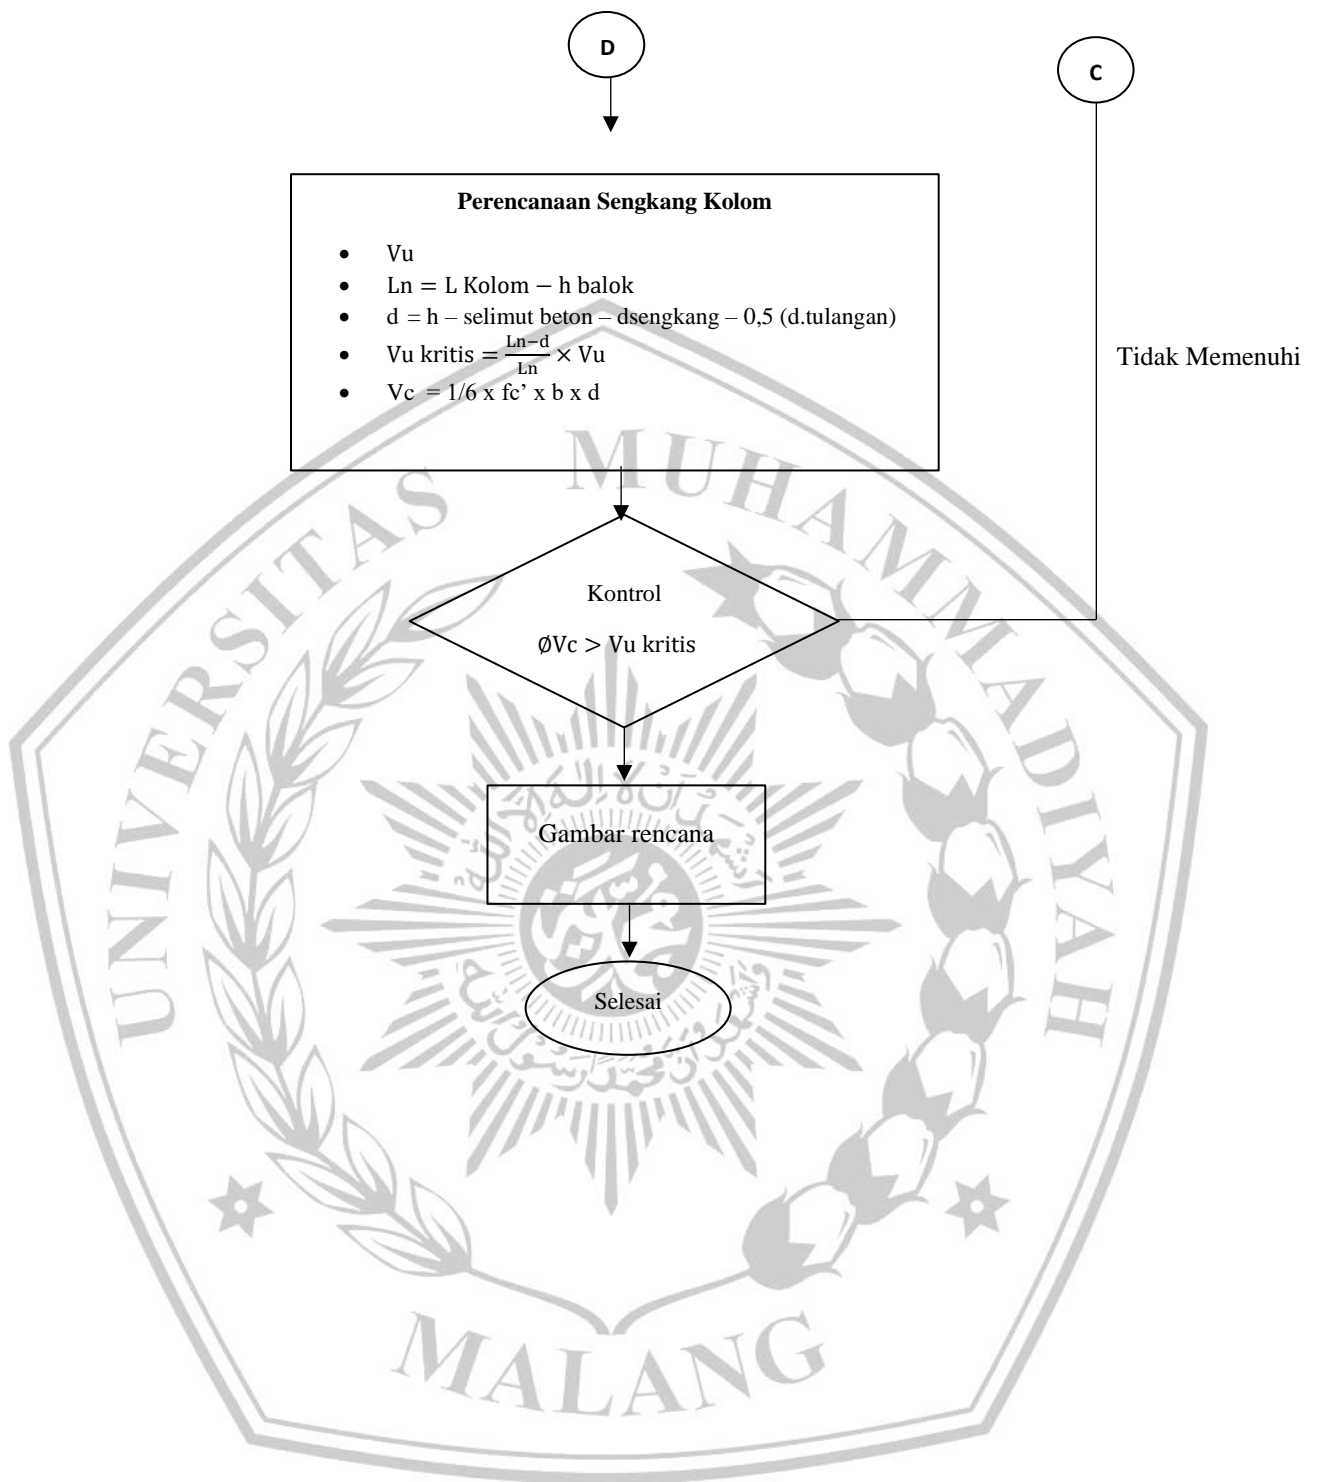 D
C
Perencanaan Sengkang Kolom
• Vu
• Ln = L Kolom − h balok
• d = h – selimut beton – dsengkang – 0,5 (d.tulangan)
• Vu kritis = Ln−d/Ln × Vu
• Vc = 1/6 x fc’ x b x d
Tidak Memenuhi
Kontrol
∅Vc > Vu kritis
Gambar rencana
Selesai
UNIVERSITAS MUHAMMADIYAH
MALANG